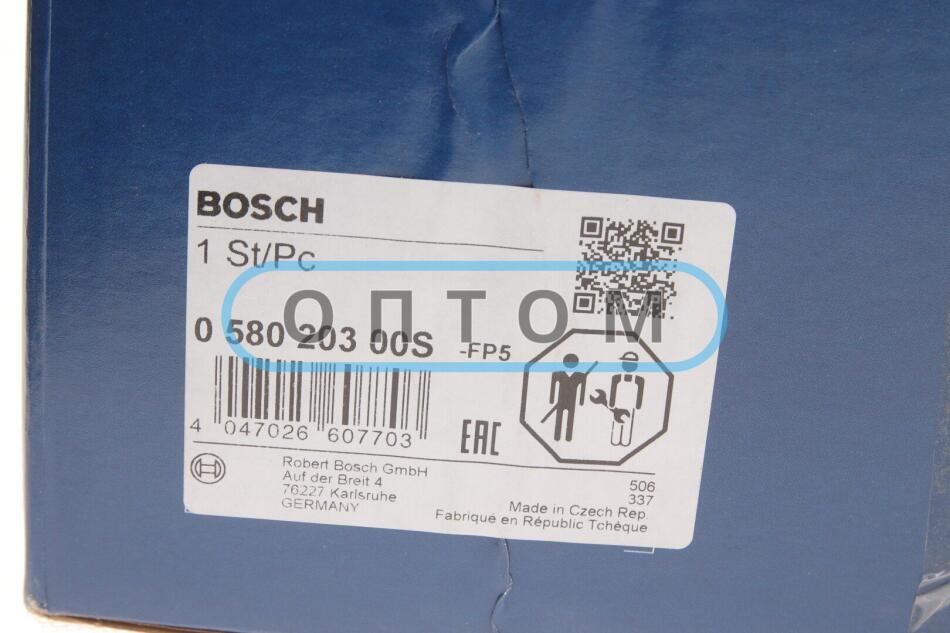 BOSCH
1 St/Pc
ОПТОМ
0 580 203 00S -FP5
4 047026 607703
EAC
Robert Bosch GmbH
Auf der Breit 4
76227 Karlsruhe
GERMANY
506
337
Made in Czech Rep.
Fabriqué en Républic Tchéque